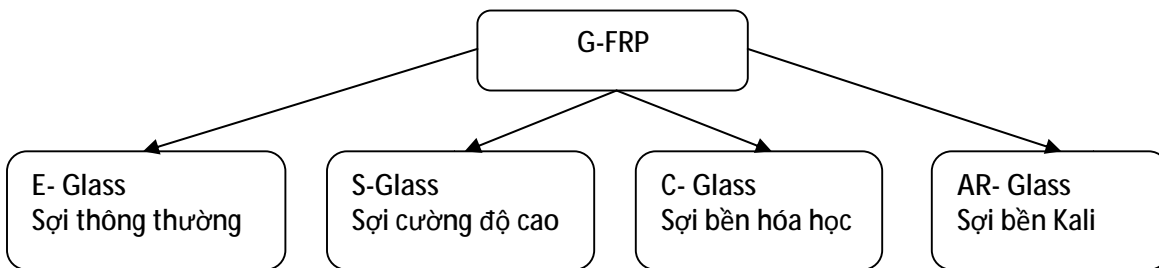 G-FRP
E- Glass
Sợi thông thường
S-Glass
Sợi cường độ cao
C- Glass
Sợi bền hóa học
AR- Glass
Sợi bền Kali